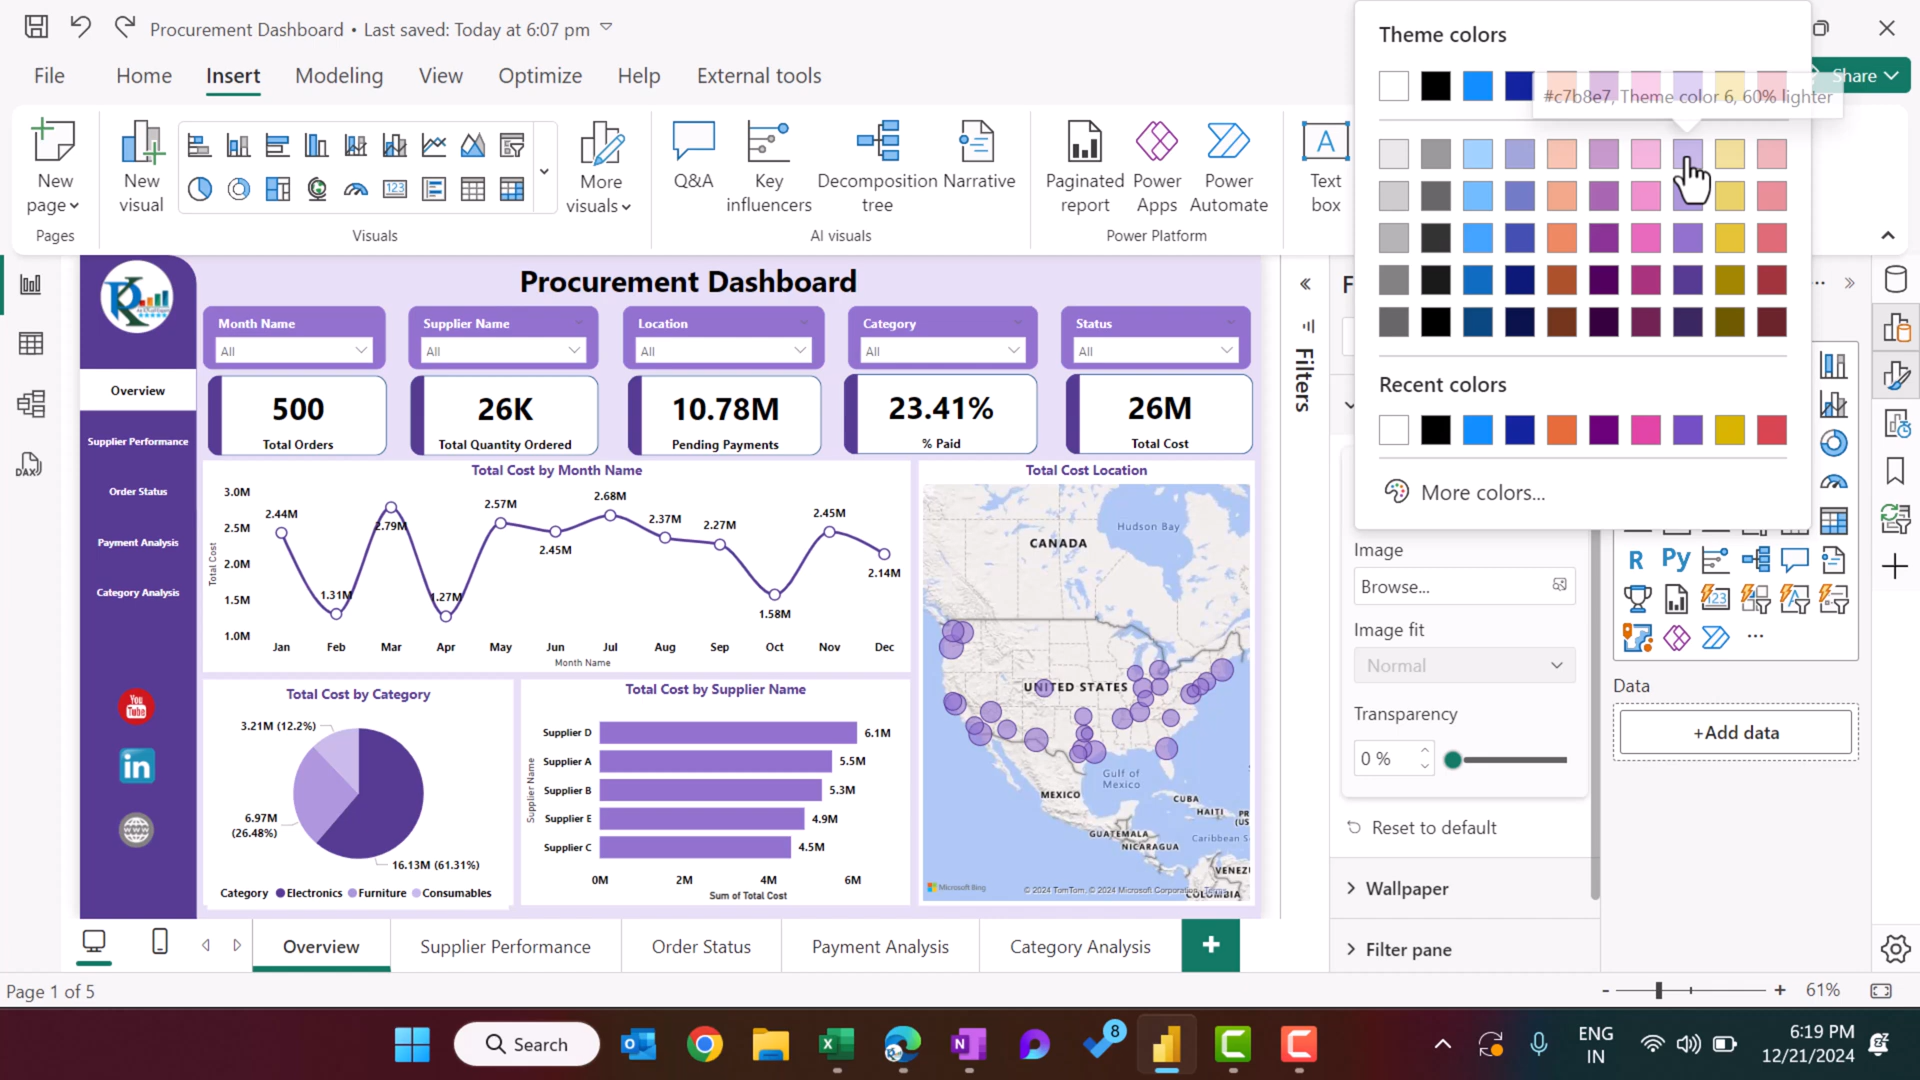 Procurement Dashboard • Last saved: Today at 6:07 pm
File Home Insert Modeling View Optimize Help External tools
Share
New page
Pages
New visual
More visuals
Visuals
Q&A
Key influencers
Decomposition tree
Narrative
AI visuals
Paginated report
Power Apps
Power Automate
Power Platform
Text box
Theme colors
#c7b8e7, Theme color 6, 60% lighter
Recent colors
More colors...
Procurement Dashboard
Month Name
All
Supplier Name
All
Location
All
Category
All
Status
All
Overview
Supplier Performance
Order Status
Payment Analysis
Category Analysis
500
Total Orders
26K
Total Quantity Ordered
10.78M
Pending Payments
23.41%
% Paid
26M
Total Cost
Total Cost by Month Name
Total Cost
3.0M
2.5M
2.0M
1.5M
1.0M
2.44M
1.31M
2.79M
1.27M
2.57M
2.45M
2.68M
2.37M
2.27M
1.58M
2.45M
2.14M
Jan Feb Mar Apr May Jun Jul Aug Sep Oct Nov Dec
Month Name
Total Cost Location
Hudson Bay
CANADA
UNITED STATES
Gulf of
Mexico
MEXICO
CUBA
HAITI
PR
(US
GUATEMALA
Caribbean S
NICARAGUA
VENEZ
COLOMBIA
Microsoft Bing
© 2024 TomTom, © 2024 Microsoft Corporation, Terms
Total Cost by Category
3.21M (12.2%)
6.97M
(26.48%)
16.13M (61.31%)
Category Electronics Furniture Consumables
You
Tube
in
Total Cost by Supplier Name
Supplier Name
Supplier D 6.1M
Supplier A 5.5M
Supplier B 5.3M
Supplier E 4.9M
Supplier C 4.5M
0M 2M 4M 6M
Sum of Total Cost
Filters
Image
Browse...
Image fit
Normal
Transparency
0 %
Reset to default
Wallpaper
Filter pane
R Py
123
Data
+Add data
DAX
Overview Supplier Performance Order Status Payment Analysis Category Analysis +
Page 1 of 5
- + 61%
Search
8
ENG
IN
6:19 PM
12/21/2024